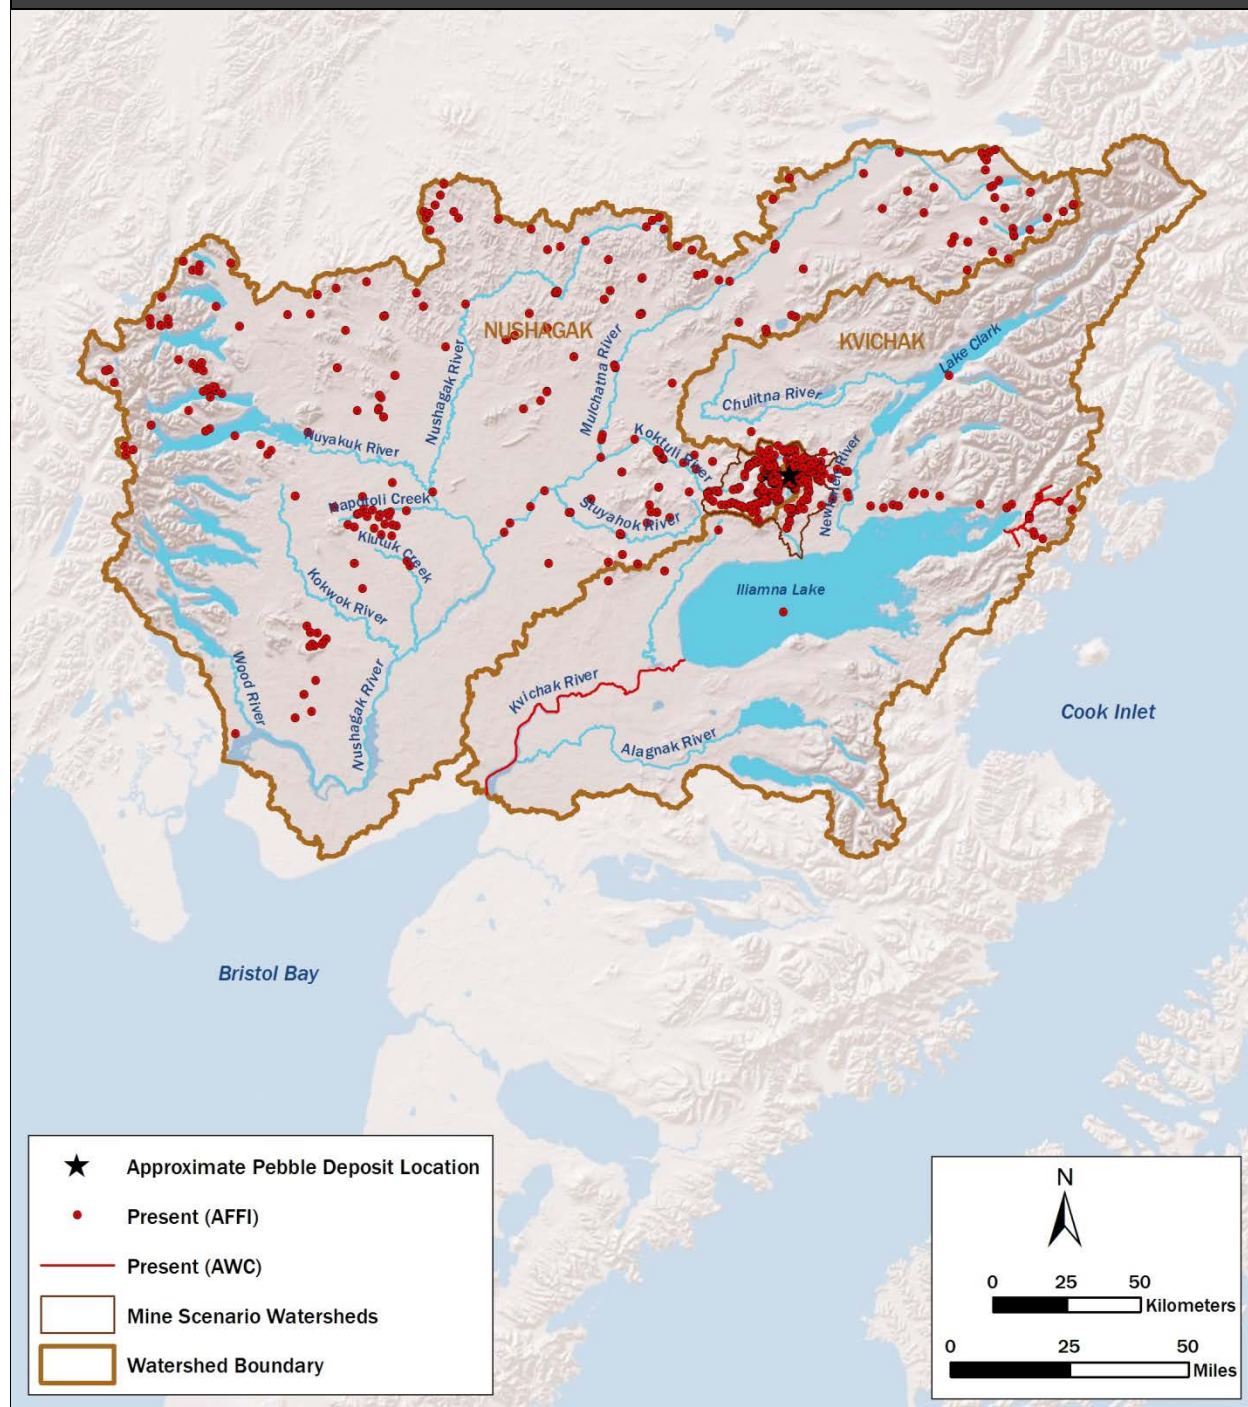 NUSHAGAK
KVICHAK
Lake Clark
Chulitna River
Mulchatna River
Nushagak River
Koktuli River
Nuyakuk River
Newhalen River
Napotoli Creek
Stuyahok River
Klutuk Creek
Kokwok River
Iliamna Lake
Wood River
Nushagak River
Kvichak River
Alagnak River
Cook Inlet
Bristol Bay
Approximate Pebble Deposit Location
Present (AFFI)
Present (AWC)
Mine Scenario Watersheds
Watershed Boundary
N
0 25 50
Kilometers
0 25 50
Miles